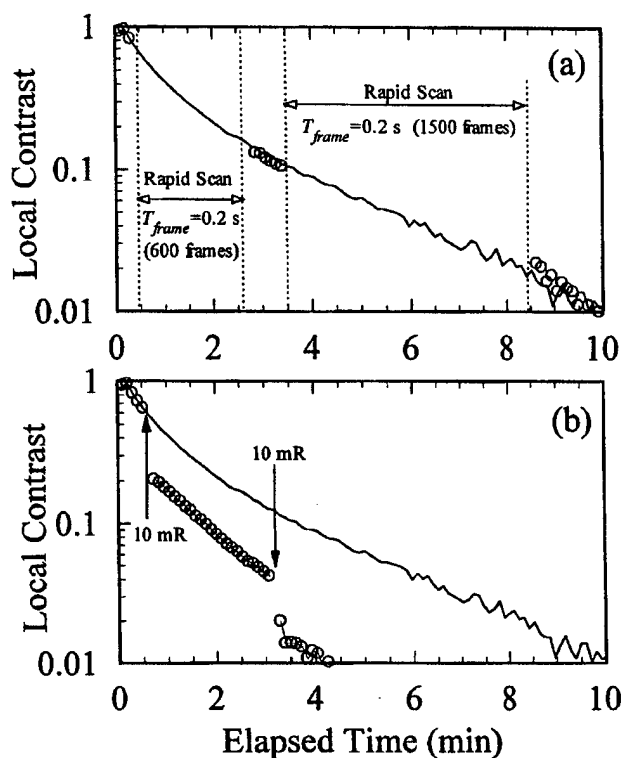 1
(a)
Rapid Scan
T_frame=0.2 s (1500 frames)
0.1
Rapid Scan
T_frame=0.2 s
(600 frames)
Local Contrast
0.01
0 2 4 6 8 10
1
(b)
10 mR
10 mR
0.1
Local Contrast
0.01
0 2 4 6 8 10
Elapsed Time (min)